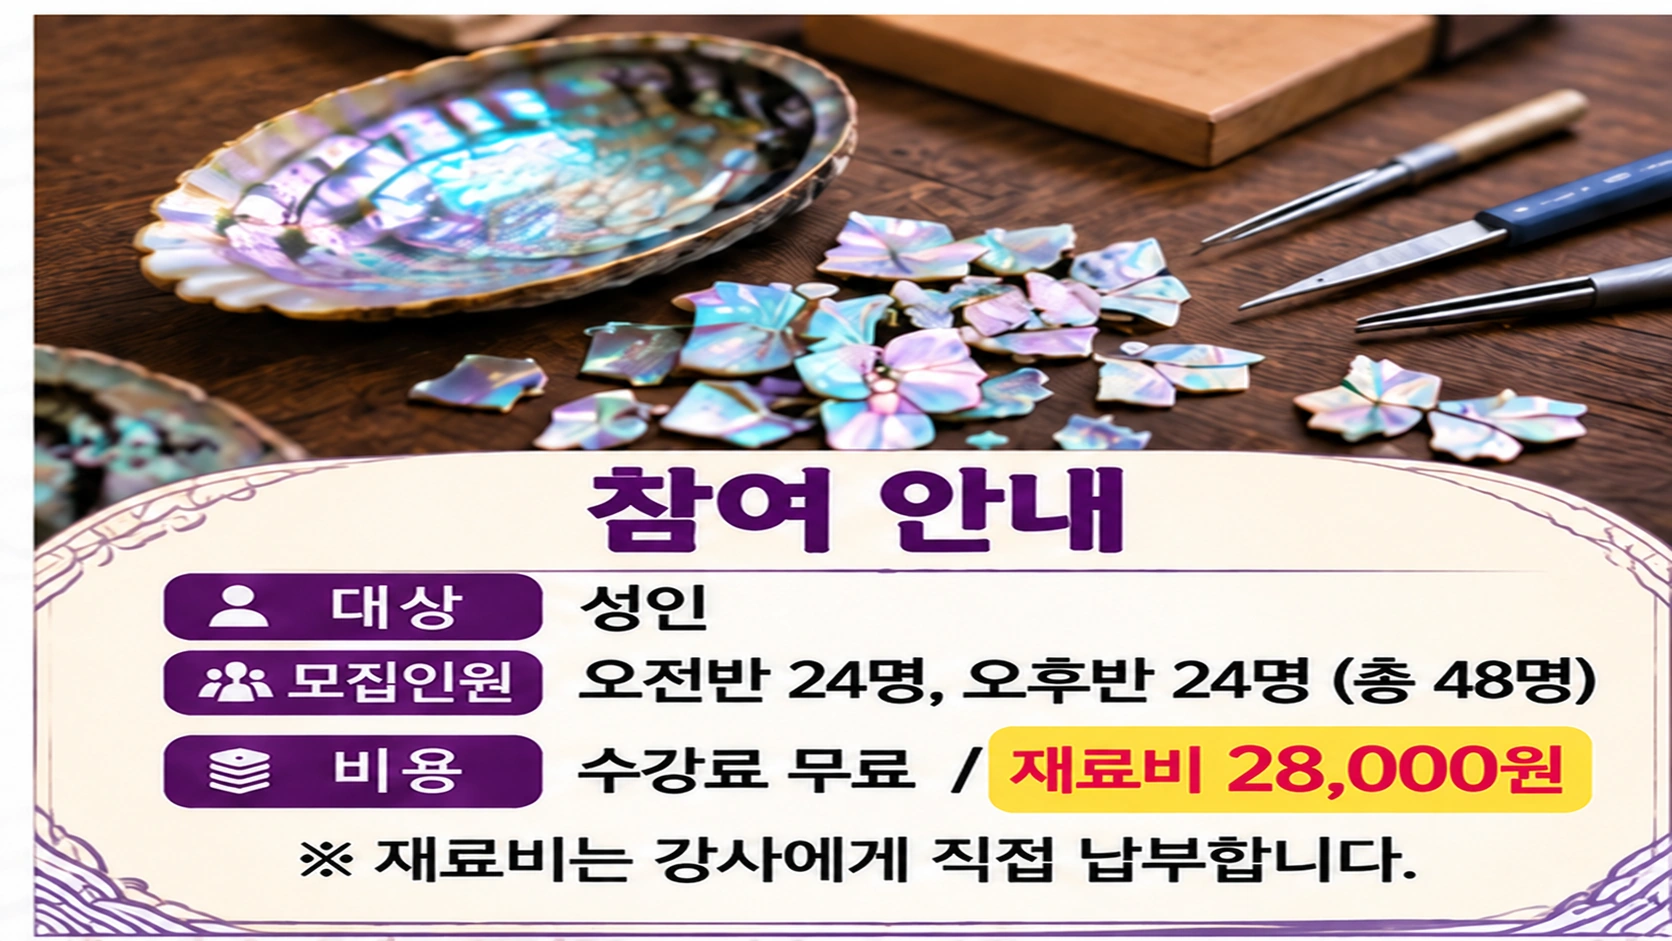 참여 안내
대상 성인
모집인원 오전반 24명, 오후반 24명 (총 48명)
비용 수강료 무료 / 재료비 28,000원
※ 재료비는 강사에게 직접 납부합니다.